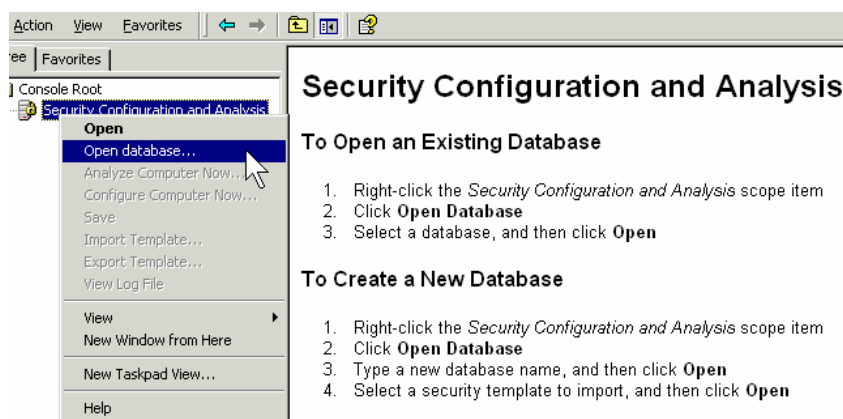 Action View Favorites
ee Favorites
Console Root
Security Configuration and Analysis
Open
Open database...
Analyze Computer Now...
Configure Computer Now...
Save
Import Template...
Export Template...
View Log File
View
New Window from Here
New Taskpad View...
Help
Security Configuration and Analysis
To Open an Existing Database
1. Right-click the Security Configuration and Analysis scope item
2. Click Open Database
3. Select a database, and then click Open
To Create a New Database
1. Right-click the Security Configuration and Analysis scope item
2. Click Open Database
3. Type a new database name, and then click Open
4. Select a security template to import, and then click Open